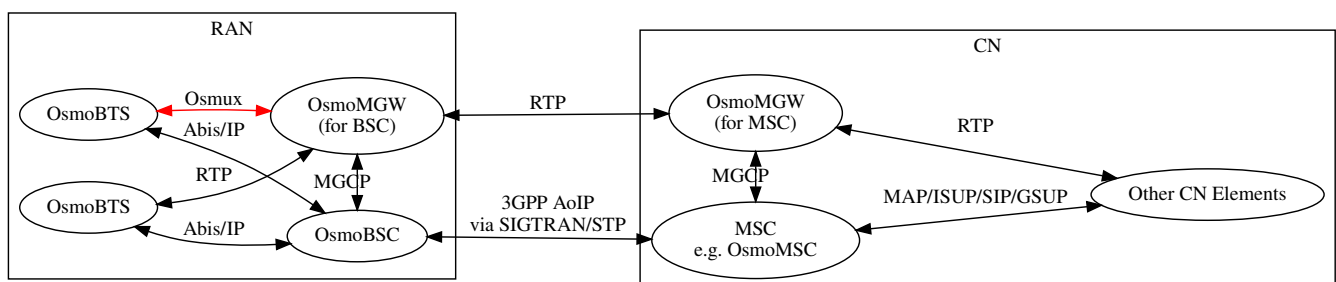 RAN
CN
OsmoBTS
Osmux
OsmoMGW
(for BSC)
RTP
OsmoMGW
(for MSC)
Abis/IP
RTP
RTP
MGCP
MGCP
OsmoBTS
Abis/IP
OsmoBSC
3GPP AoIP
via SIGTRAN/STP
MSC
e.g. OsmoMSC
MAP/ISUP/SIP/GSUP
Other CN Elements